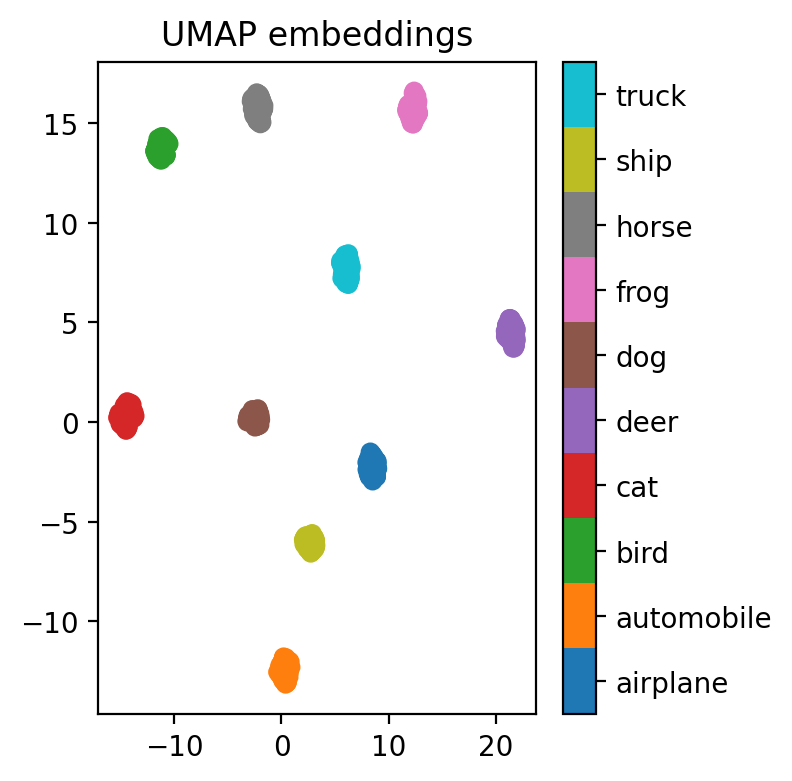 UMAP embeddings
15
10
5
0
−5
−10
−10 0 10 20
truck
ship
horse
frog
dog
deer
cat
bird
automobile
airplane